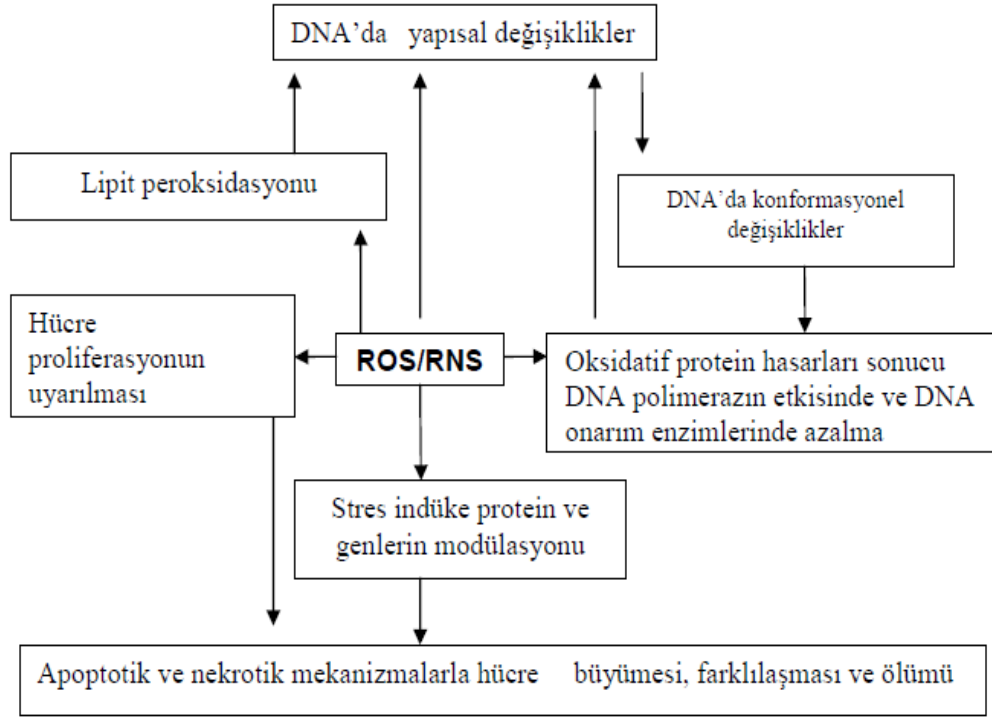 DNA’da yapısal değişiklikler
Lipit peroksidasyonu
DNA’da konformasyonel
değişiklikler
Hücre
proliferasyonun
uyarılması
ROS/RNS
Oksidatif protein hasarları sonucu
DNA polimerazın etkisinde ve DNA
onarım enzimlerinde azalma
Stres indüke protein ve
genlerin modülasyonu
Apoptotik ve nekrotik mekanizmalarla hücre büyümesi, farklılaşması ve ölümü